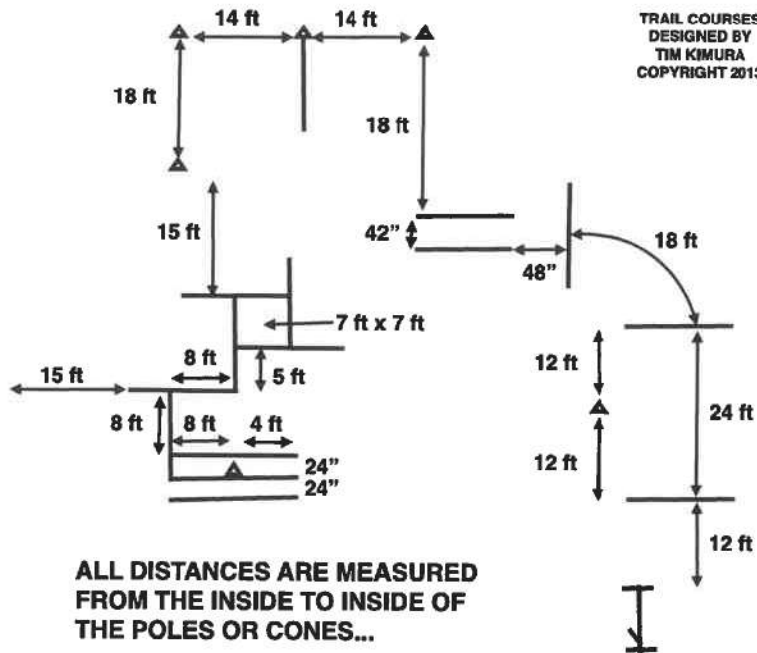 14 ft
14 ft
TRAIL COURSES
DESIGNED BY
TIM KIMURA
COPYRIGHT 2013
18 ft
18 ft
15 ft
42”
18 ft
48”
7 ft x 7 ft
8 ft
5 ft
12 ft
15 ft
8 ft
8 ft
4 ft
24 ft
12 ft
24”
24”
12 ft
ALL DISTANCES ARE MEASURED
FROM THE INSIDE TO INSIDE OF
THE POLES OR CONES...